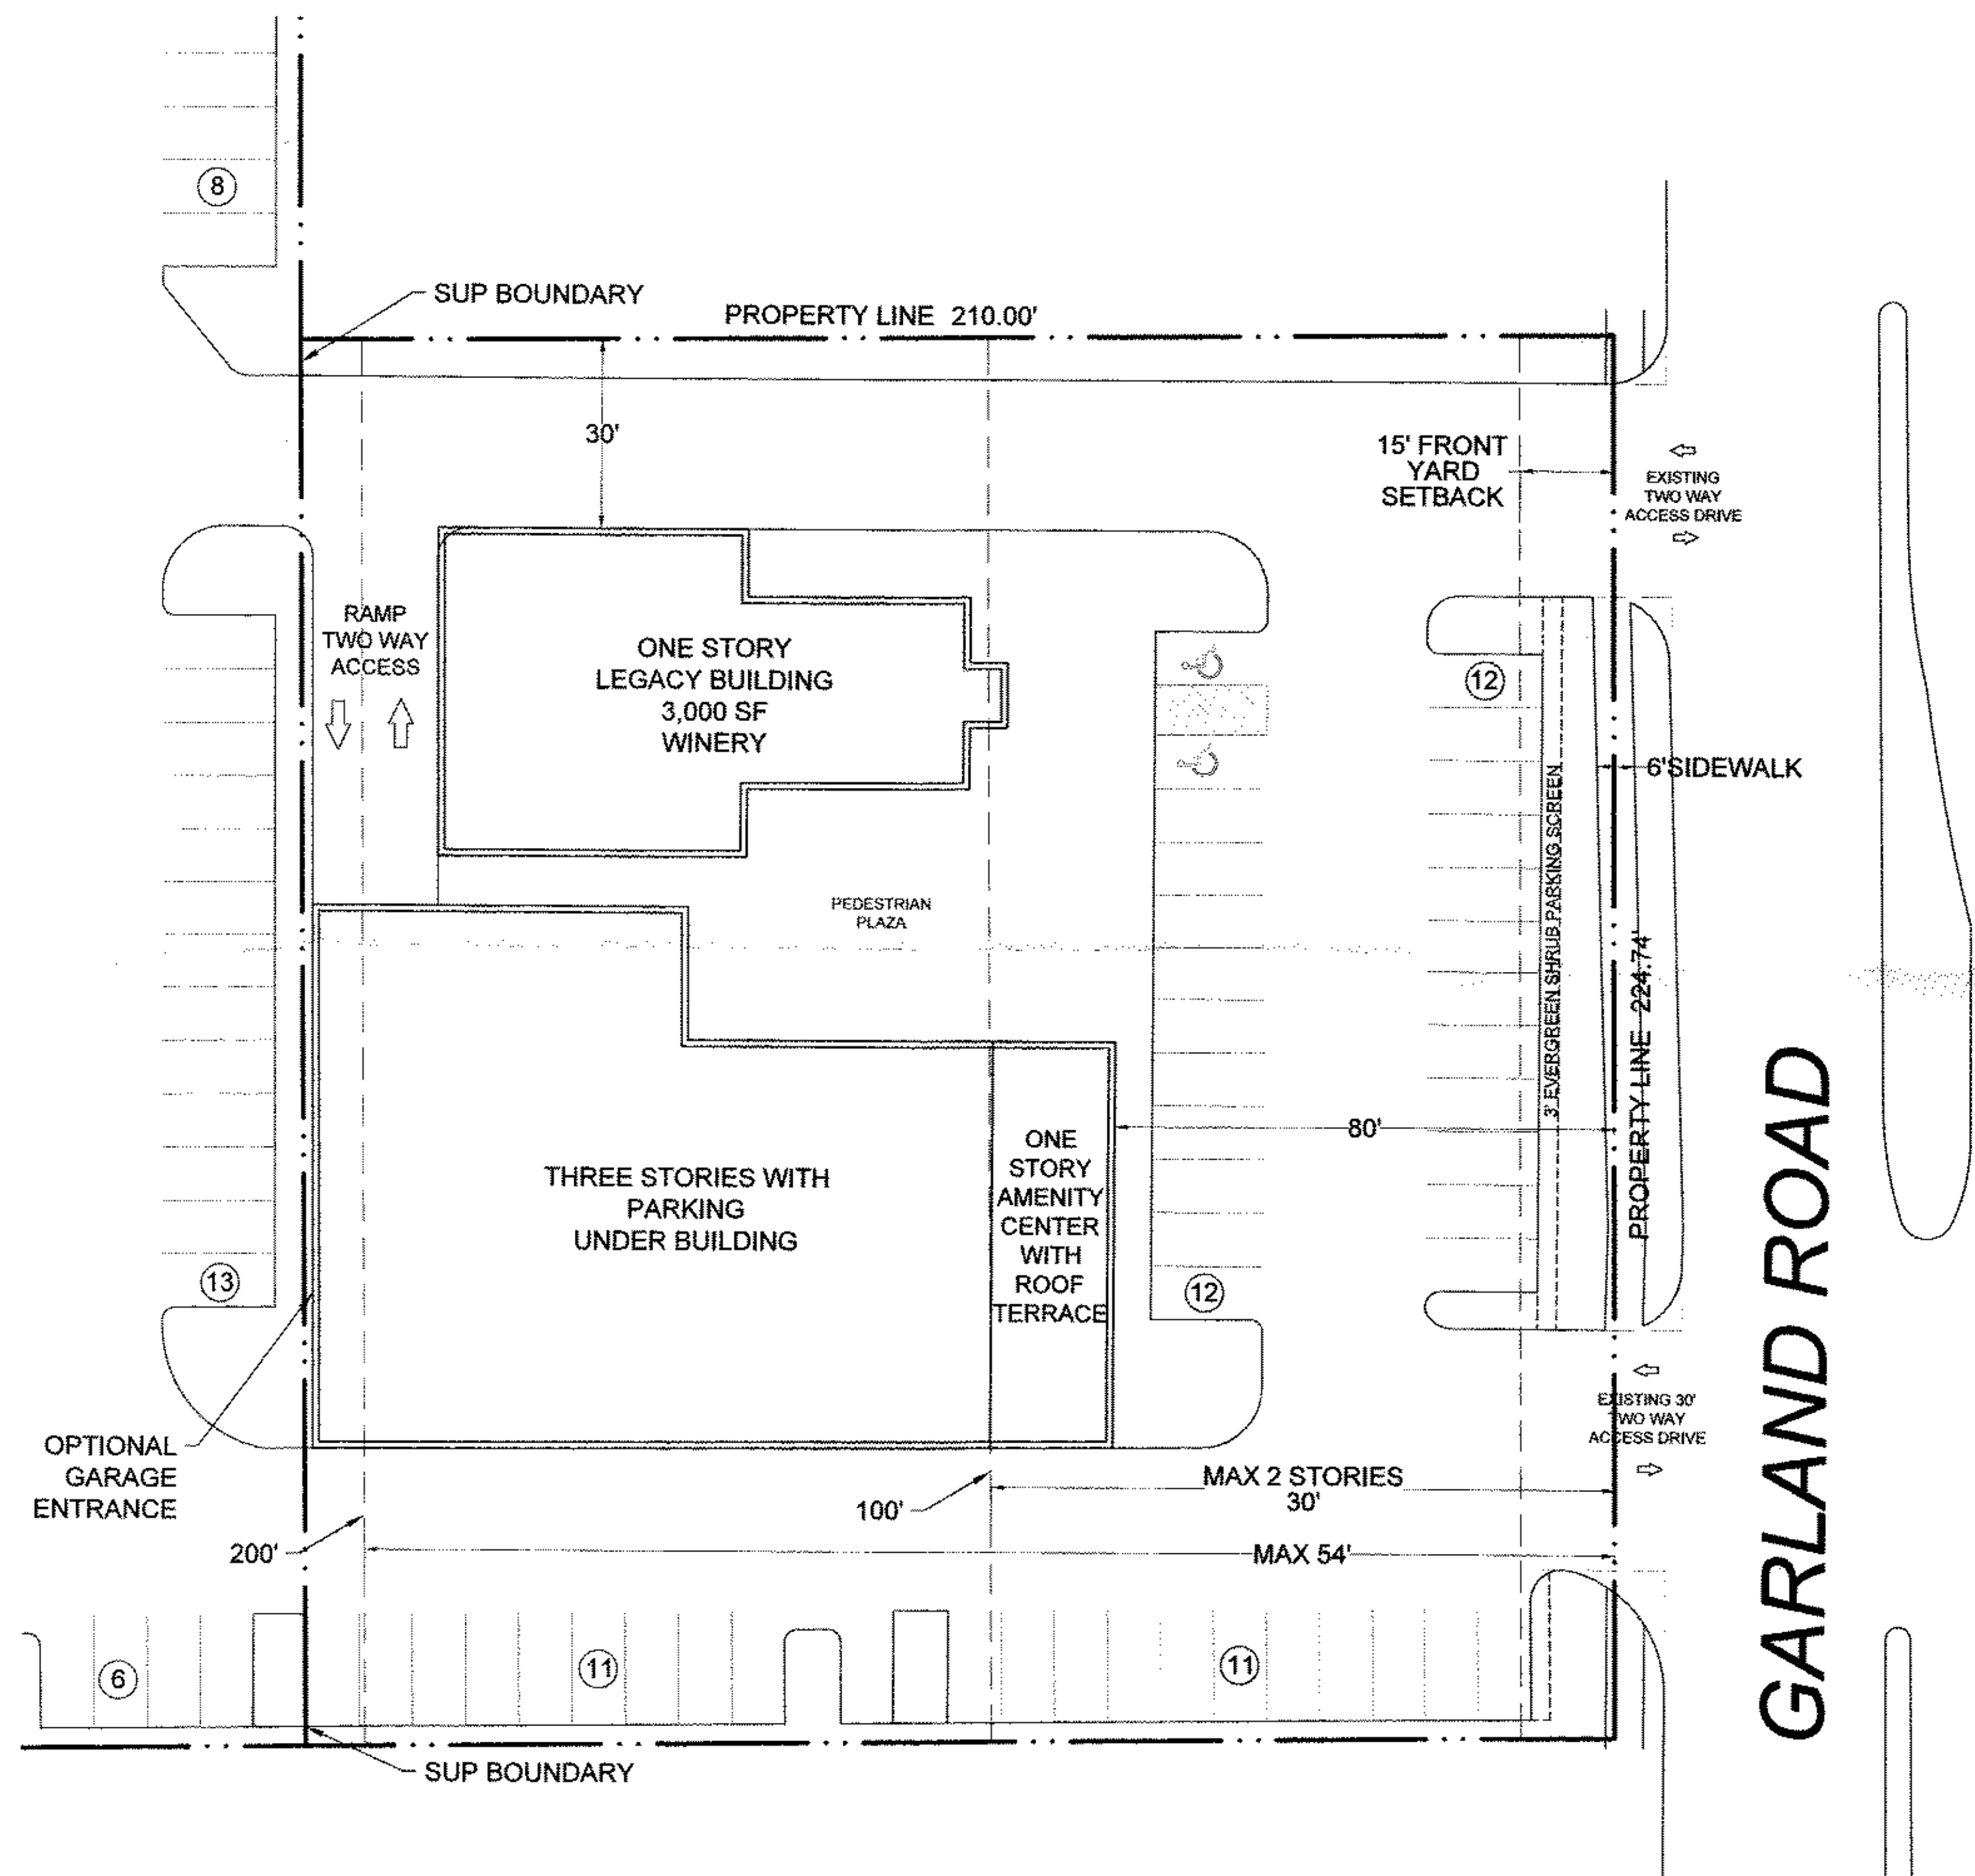 8
SUP BOUNDARY
PROPERTY LINE 210.00'
30'
15' FRONT
YARD
SETBACK
EXISTING
TWO WAY
ACCESS DRIVE
RAMP
TWO WAY
ACCESS
ONE STORY
LEGACY BUILDING
3,000 SF
WINERY
12
6'SIDEWALK
3' EVERGREEN SHRUB PARKING SCREEN
PEDESTRIAN
PLAZA
PROPERTY LINE 224.74'
GARLAND ROAD
80'
THREE STORIES WITH
PARKING
UNDER BUILDING
ONE
STORY
AMENITY
CENTER
WITH
ROOF
TERRACE
13
12
EXISTING 30'
TWO WAY
ACCESS DRIVE
OPTIONAL
GARAGE
ENTRANCE
MAX 2 STORIES
30'
100'
200'
MAX 54'
6
11
11
SUP BOUNDARY